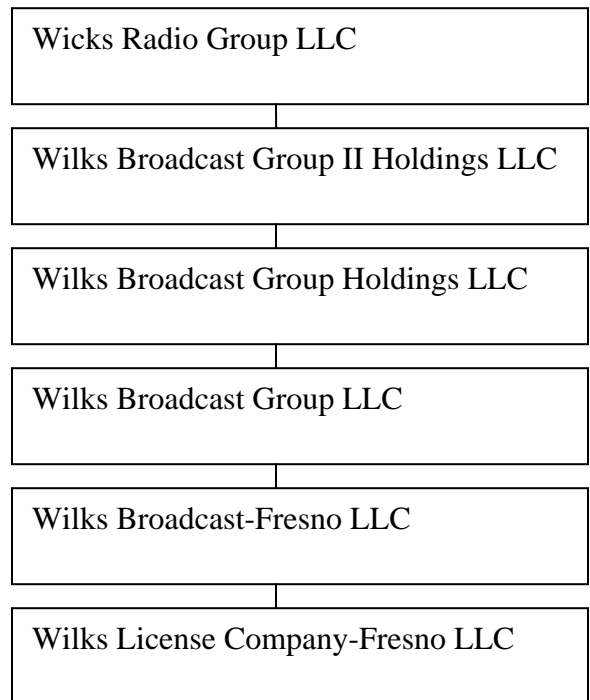 Wicks Radio Group LLC
Wilks Broadcast Group II Holdings LLC
Wilks Broadcast Group Holdings LLC
Wilks Broadcast Group LLC
Wilks Broadcast-Fresno LLC
Wilks License Company-Fresno LLC